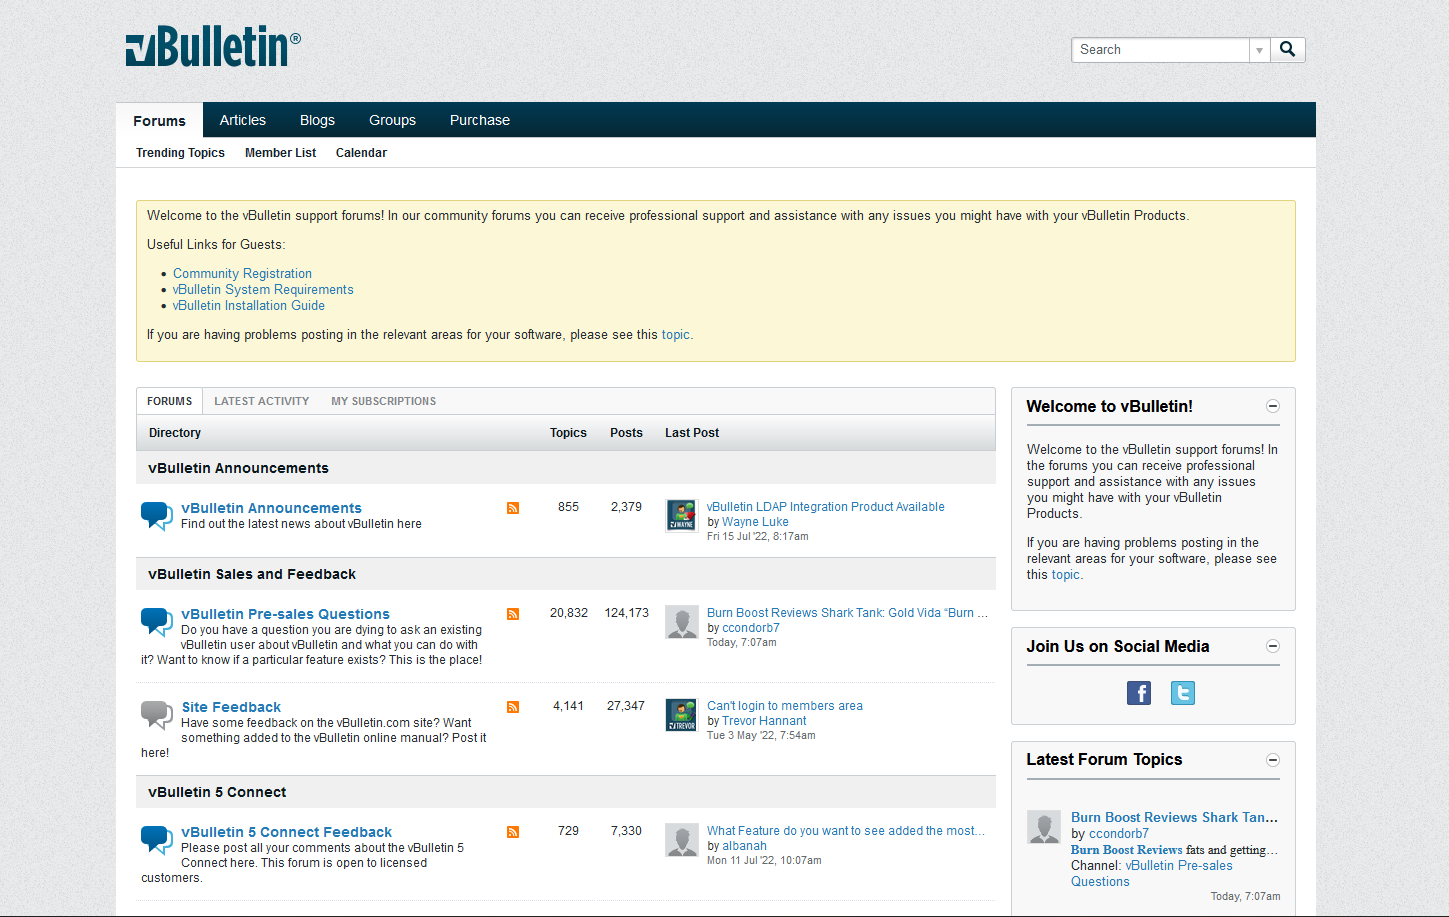 vBulletin®
Search
Forums Articles Blogs Groups Purchase
Trending Topics Member List Calendar
Welcome to the vBulletin support forums! In our community forums you can receive professional support and assistance with any issues you might have with your vBulletin Products.
Useful Links for Guests:
• Community Registration
• vBulletin System Requirements
• vBulletin Installation Guide
If you are having problems posting in the relevant areas for your software, please see this topic.
FORUMS LATEST ACTIVITY MY SUBSCRIPTIONS
Directory Topics Posts Last Post
vBulletin Announcements
vBulletin Announcements
Find out the latest news about vBulletin here
855 2,379
WAYNE
vBulletin LDAP Integration Product Available
by Wayne Luke
Fri 15 Jul '22, 8:17am
vBulletin Sales and Feedback
vBulletin Pre-sales Questions
Do you have a question you are dying to ask an existing
vBulletin user about vBulletin and what you can do with
it? Want to know if a particular feature exists? This is the place!
20,832 124,173
Burn Boost Reviews Shark Tank: Gold Vida “Burn ...
by ccondorb7
Today, 7:07am
Site Feedback
Have some feedback on the vBulletin.com site? Want
something added to the vBulletin online manual? Post it
here!
4,141 27,347
TREVOR
Can't login to members area
by Trevor Hannant
Tue 3 May '22, 7:54am
vBulletin 5 Connect
vBulletin 5 Connect Feedback
Please post all your comments about the vBulletin 5
Connect here. This forum is open to licensed
customers.
729 7,330
What Feature do you want to see added the most...
by albanah
Mon 11 Jul '22, 10:07am
Welcome to vBulletin!
Welcome to the vBulletin support forums! In
the forums you can receive professional
support and assistance with any issues
you might have with your vBulletin
Products.
If you are having problems posting in the
relevant areas for your software, please see
this topic.
Join Us on Social Media
f t
Latest Forum Topics
Burn Boost Reviews Shark Tan...
by ccondorb7
Burn Boost Reviews fats and getting...
Channel: vBulletin Pre-sales
Questions
Today, 7:07am